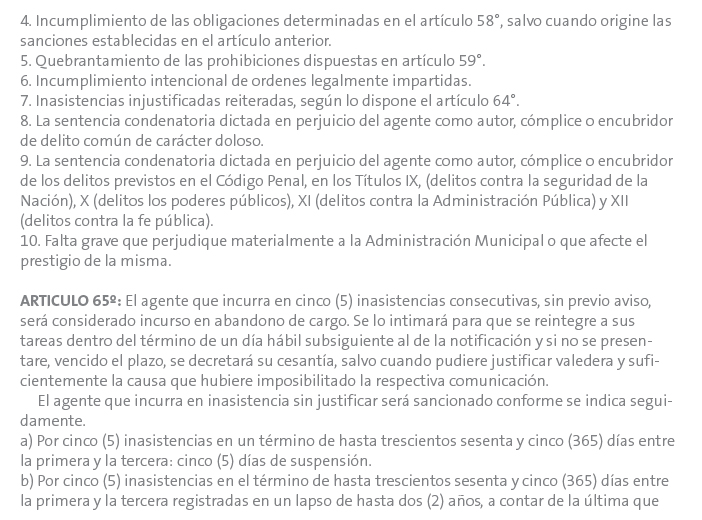 4. Incumplimiento de las obligaciones determinadas en el artículo 58°, salvo cuando origine las
sanciones establecidas en el artículo anterior.
5. Quebrantamiento de las prohibiciones dispuestas en artículo 59°.
6. Incumplimiento intencional de ordenes legalmente impartidas.
7. Inasistencias injustificadas reiteradas, según lo dispone el artículo 64°.
8. La sentencia condenatoria dictada en perjuicio del agente como autor, cómplice o encubridor
de delito común de carácter doloso.
9. La sentencia condenatoria dictada en perjuicio del agente como autor, cómplice o encubridor
de los delitos previstos en el Código Penal, en los Títulos IX, (delitos contra la seguridad de la
Nación), X (delitos los poderes públicos), XI (delitos contra la Administración Pública) y XII
(delitos contra la fe pública).
10. Falta grave que perjudique materialmente a la Administración Municipal o que afecte el
prestigio de la misma.
ARTICULO 65º: El agente que incurra en cinco (5) inasistencias consecutivas, sin previo aviso,
será considerado incurso en abandono de cargo. Se lo intimará para que se reintegre a sus
tareas dentro del término de un día hábil subsiguiente al de la notificación y si no se presen-
tare, vencido el plazo, se decretará su cesantía, salvo cuando pudiere justificar valedera y sufi-
cientemente la causa que hubiere imposibilitado la respectiva comunicación.
El agente que incurra en inasistencia sin justificar será sancionado conforme se indica segui-
damente.
a) Por cinco (5) inasistencias en un término de hasta trescientos sesenta y cinco (365) días entre
la primera y la tercera: cinco (5) días de suspensión.
b) Por cinco (5) inasistencias en el término de hasta trescientos sesenta y cinco (365) días entre
la primera y la tercera registradas en un lapso de hasta dos (2) años, a contar de la última que